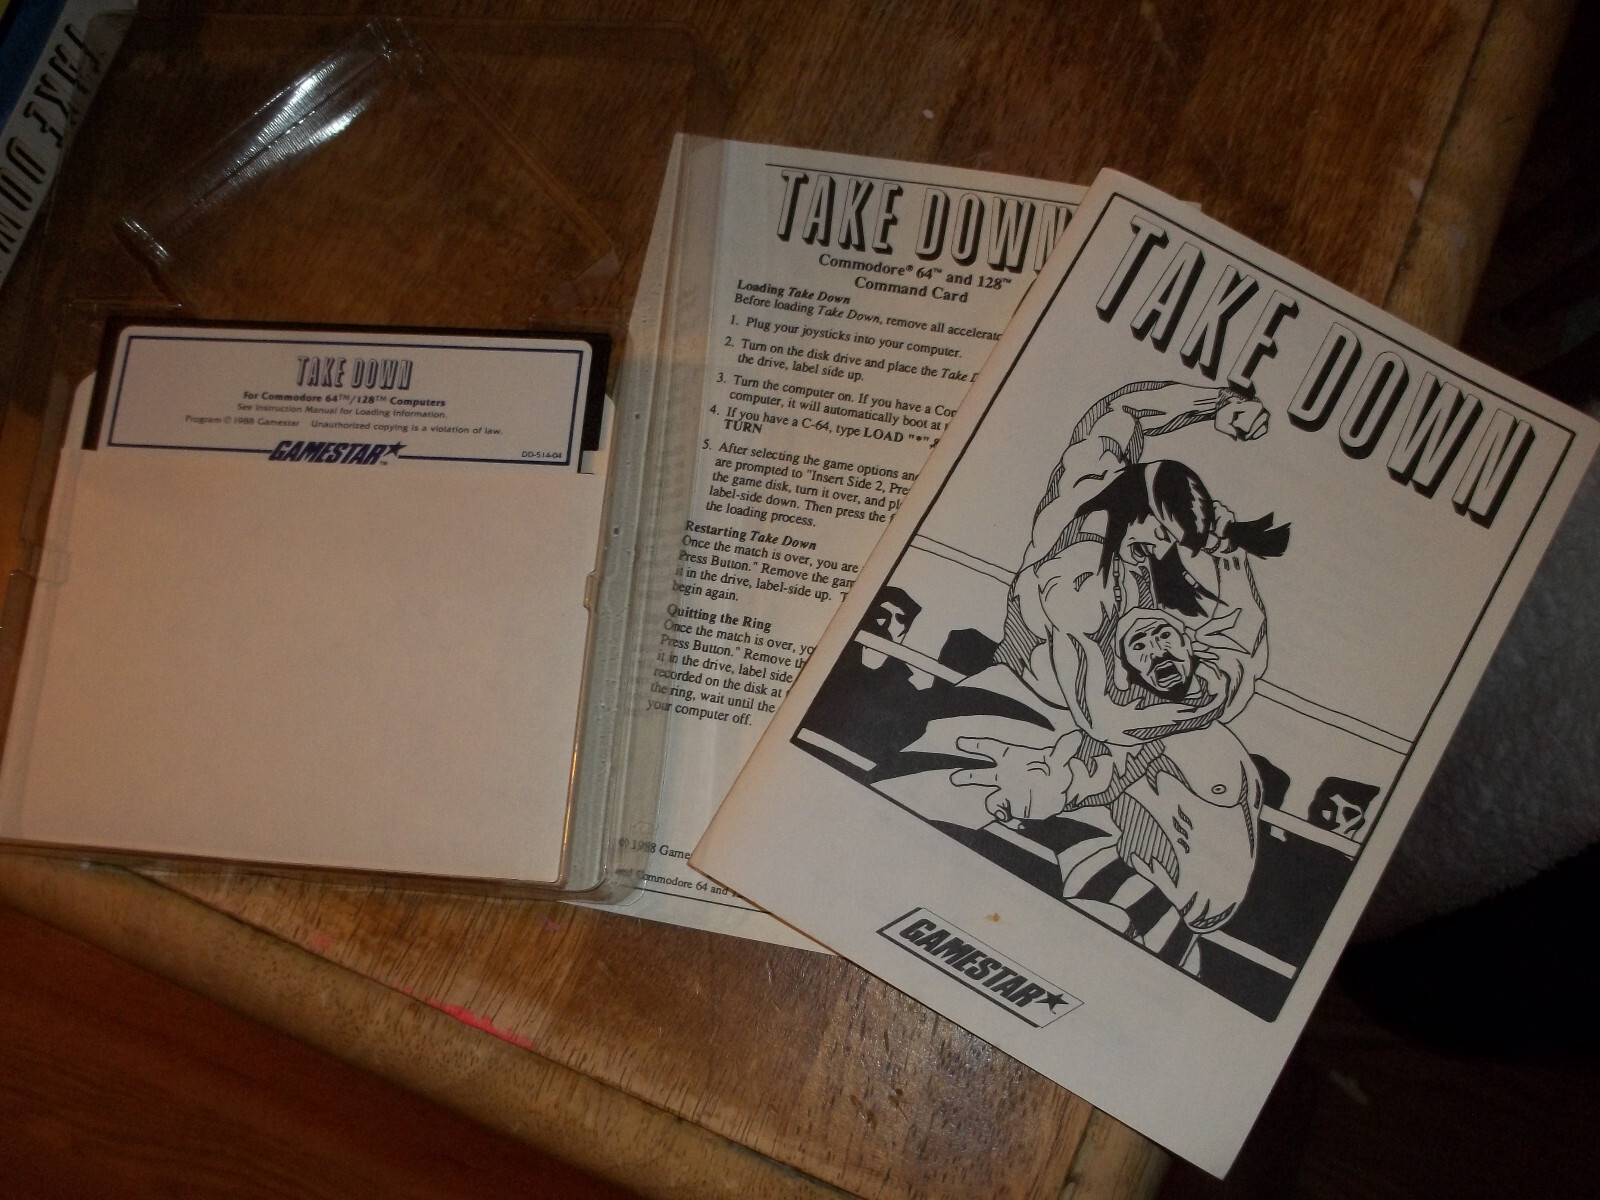 TAKE DOWN
TAKE DOWN
For Commodore 64™/128™ Computers
See Instruction Manual for Loading Information.
Program © 1988 Gamestar Unauthorized copying is a violation of law.
GAMESTAR™
DD-514-04
TAKE DOWN
Commodore® 64™ and 128™
Command Card
Loading Take Down
Before loading Take Down, remove all accelerato
1. Plug your joysticks into your computer.
2. Turn on the disk drive and place the Take D
the drive, label side up.
3. Turn the computer on. If you have a Co
computer, it will automatically boot at
4. If you have a C-64, type LOAD "*",
TURN
5. After selecting the game options an
are prompted to "Insert Side 2, Pre
the game disk, turn it over, and pl
label-side down. Then press the f
the loading process.
Restarting Take Down
Once the match is over, you are
Press Button." Remove the gam
it in the drive, label-side up. T
begin again.
Quitting the Ring
Once the match is over, yo
Press Button." Remove th
it in the drive, label side
recorded on the disk at
the ring, wait until the
your computer off.
© 1988 Game
Commodore 64 and
TAKE DOWN
GAMESTAR™